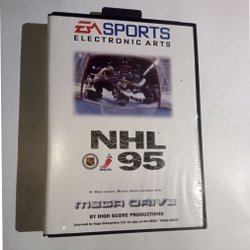 EA SPORTS
ELECTRONIC ARTS
NHL
95
MEGA DRIVE
BY HIGH SCORE PRODUCTIONS.